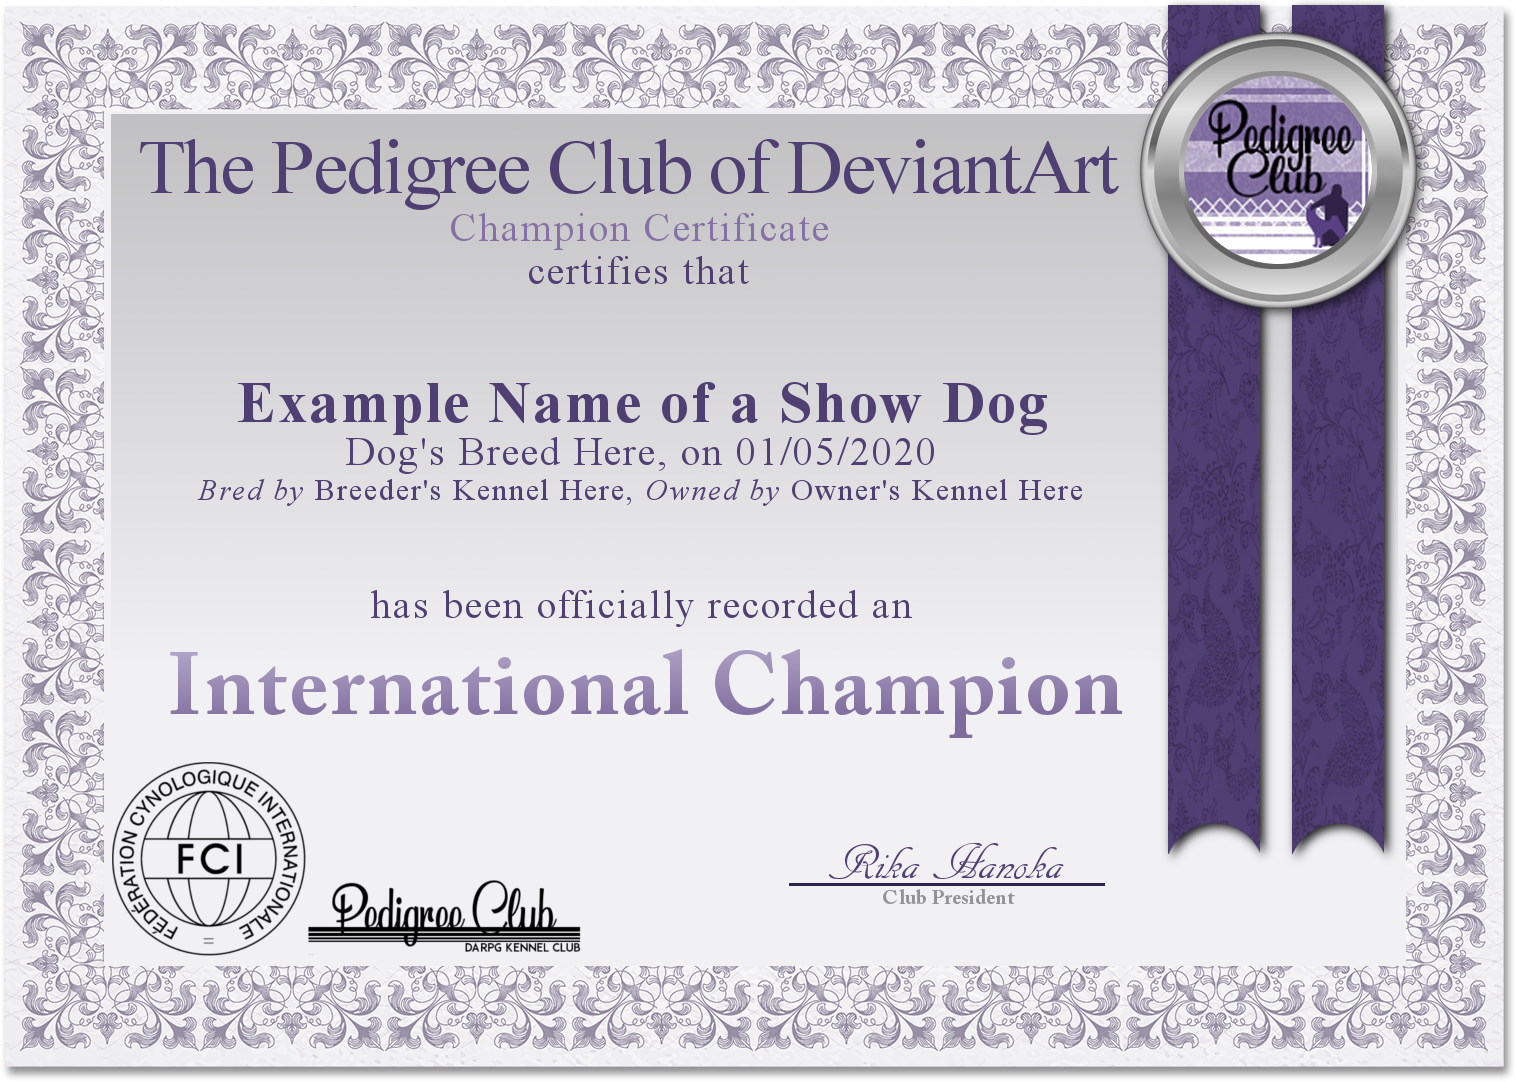 The Pedigree Club of DeviantArt
Champion Certificate
certifies that
Pedigree
Club
Example Name of a Show Dog
Dog's Breed Here, on 01/05/2020
Bred by Breeder's Kennel Here, Owned by Owner's Kennel Here
has been officially recorded an
International Champion
FÉDÉRATION CYNOLOGIQUE INTERNATIONALE
FCI
Pedigree Club
DARPG KENNEL CLUB
Rika Hanoka
Club President